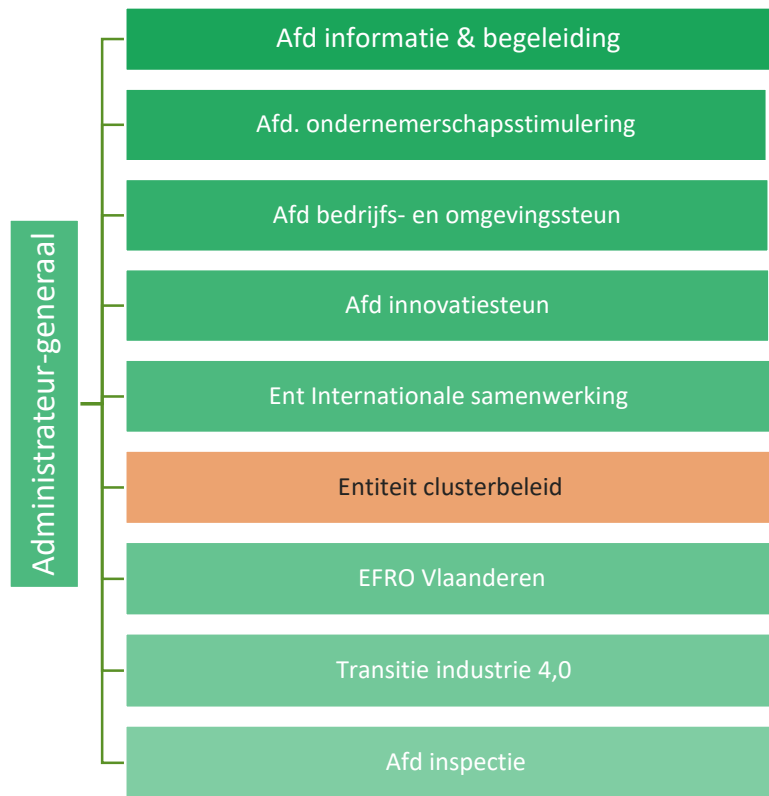 Administrateur-generaal
Afd informatie & begeleiding
Afd. ondernemerschapsstimulering
Afd bedrijfs- en omgevingssteun
Afd innovatiesteun
Ent Internationale samenwerking
Entiteit clusterbeleid
EFRO Vlaanderen
Transitie industrie 4,0
Afd inspectie